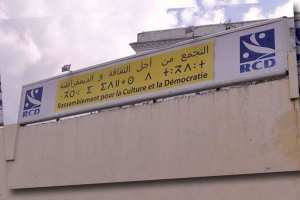 RCD
التجمع من أجل الثقافة و الديمقراطية
Rassemblement pour la Culture et la Démocratie
RCD